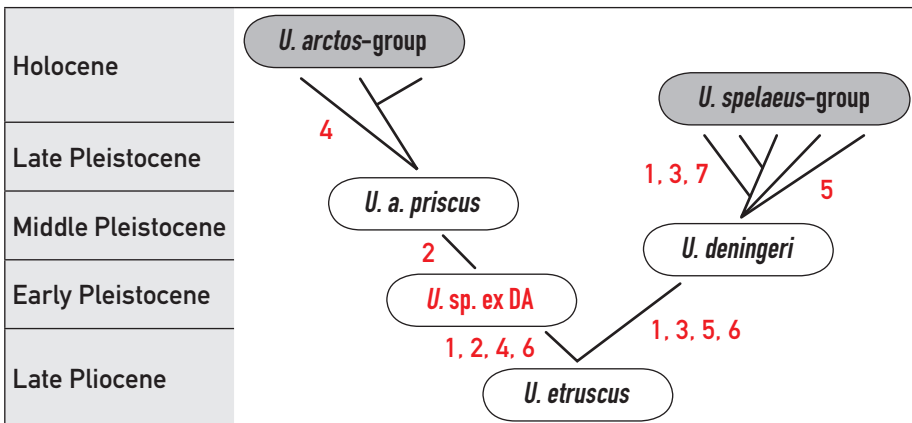 Holocene
Late Pleistocene
Middle Pleistocene
Early Pleistocene
Late Pliocene
U. arctos-group
U. spelaeus-group
4
1, 3, 7
5
U. a. priscus
U. deningeri
2
U. sp. ex DA
1, 2, 4, 6
1, 3, 5, 6
U. etruscus